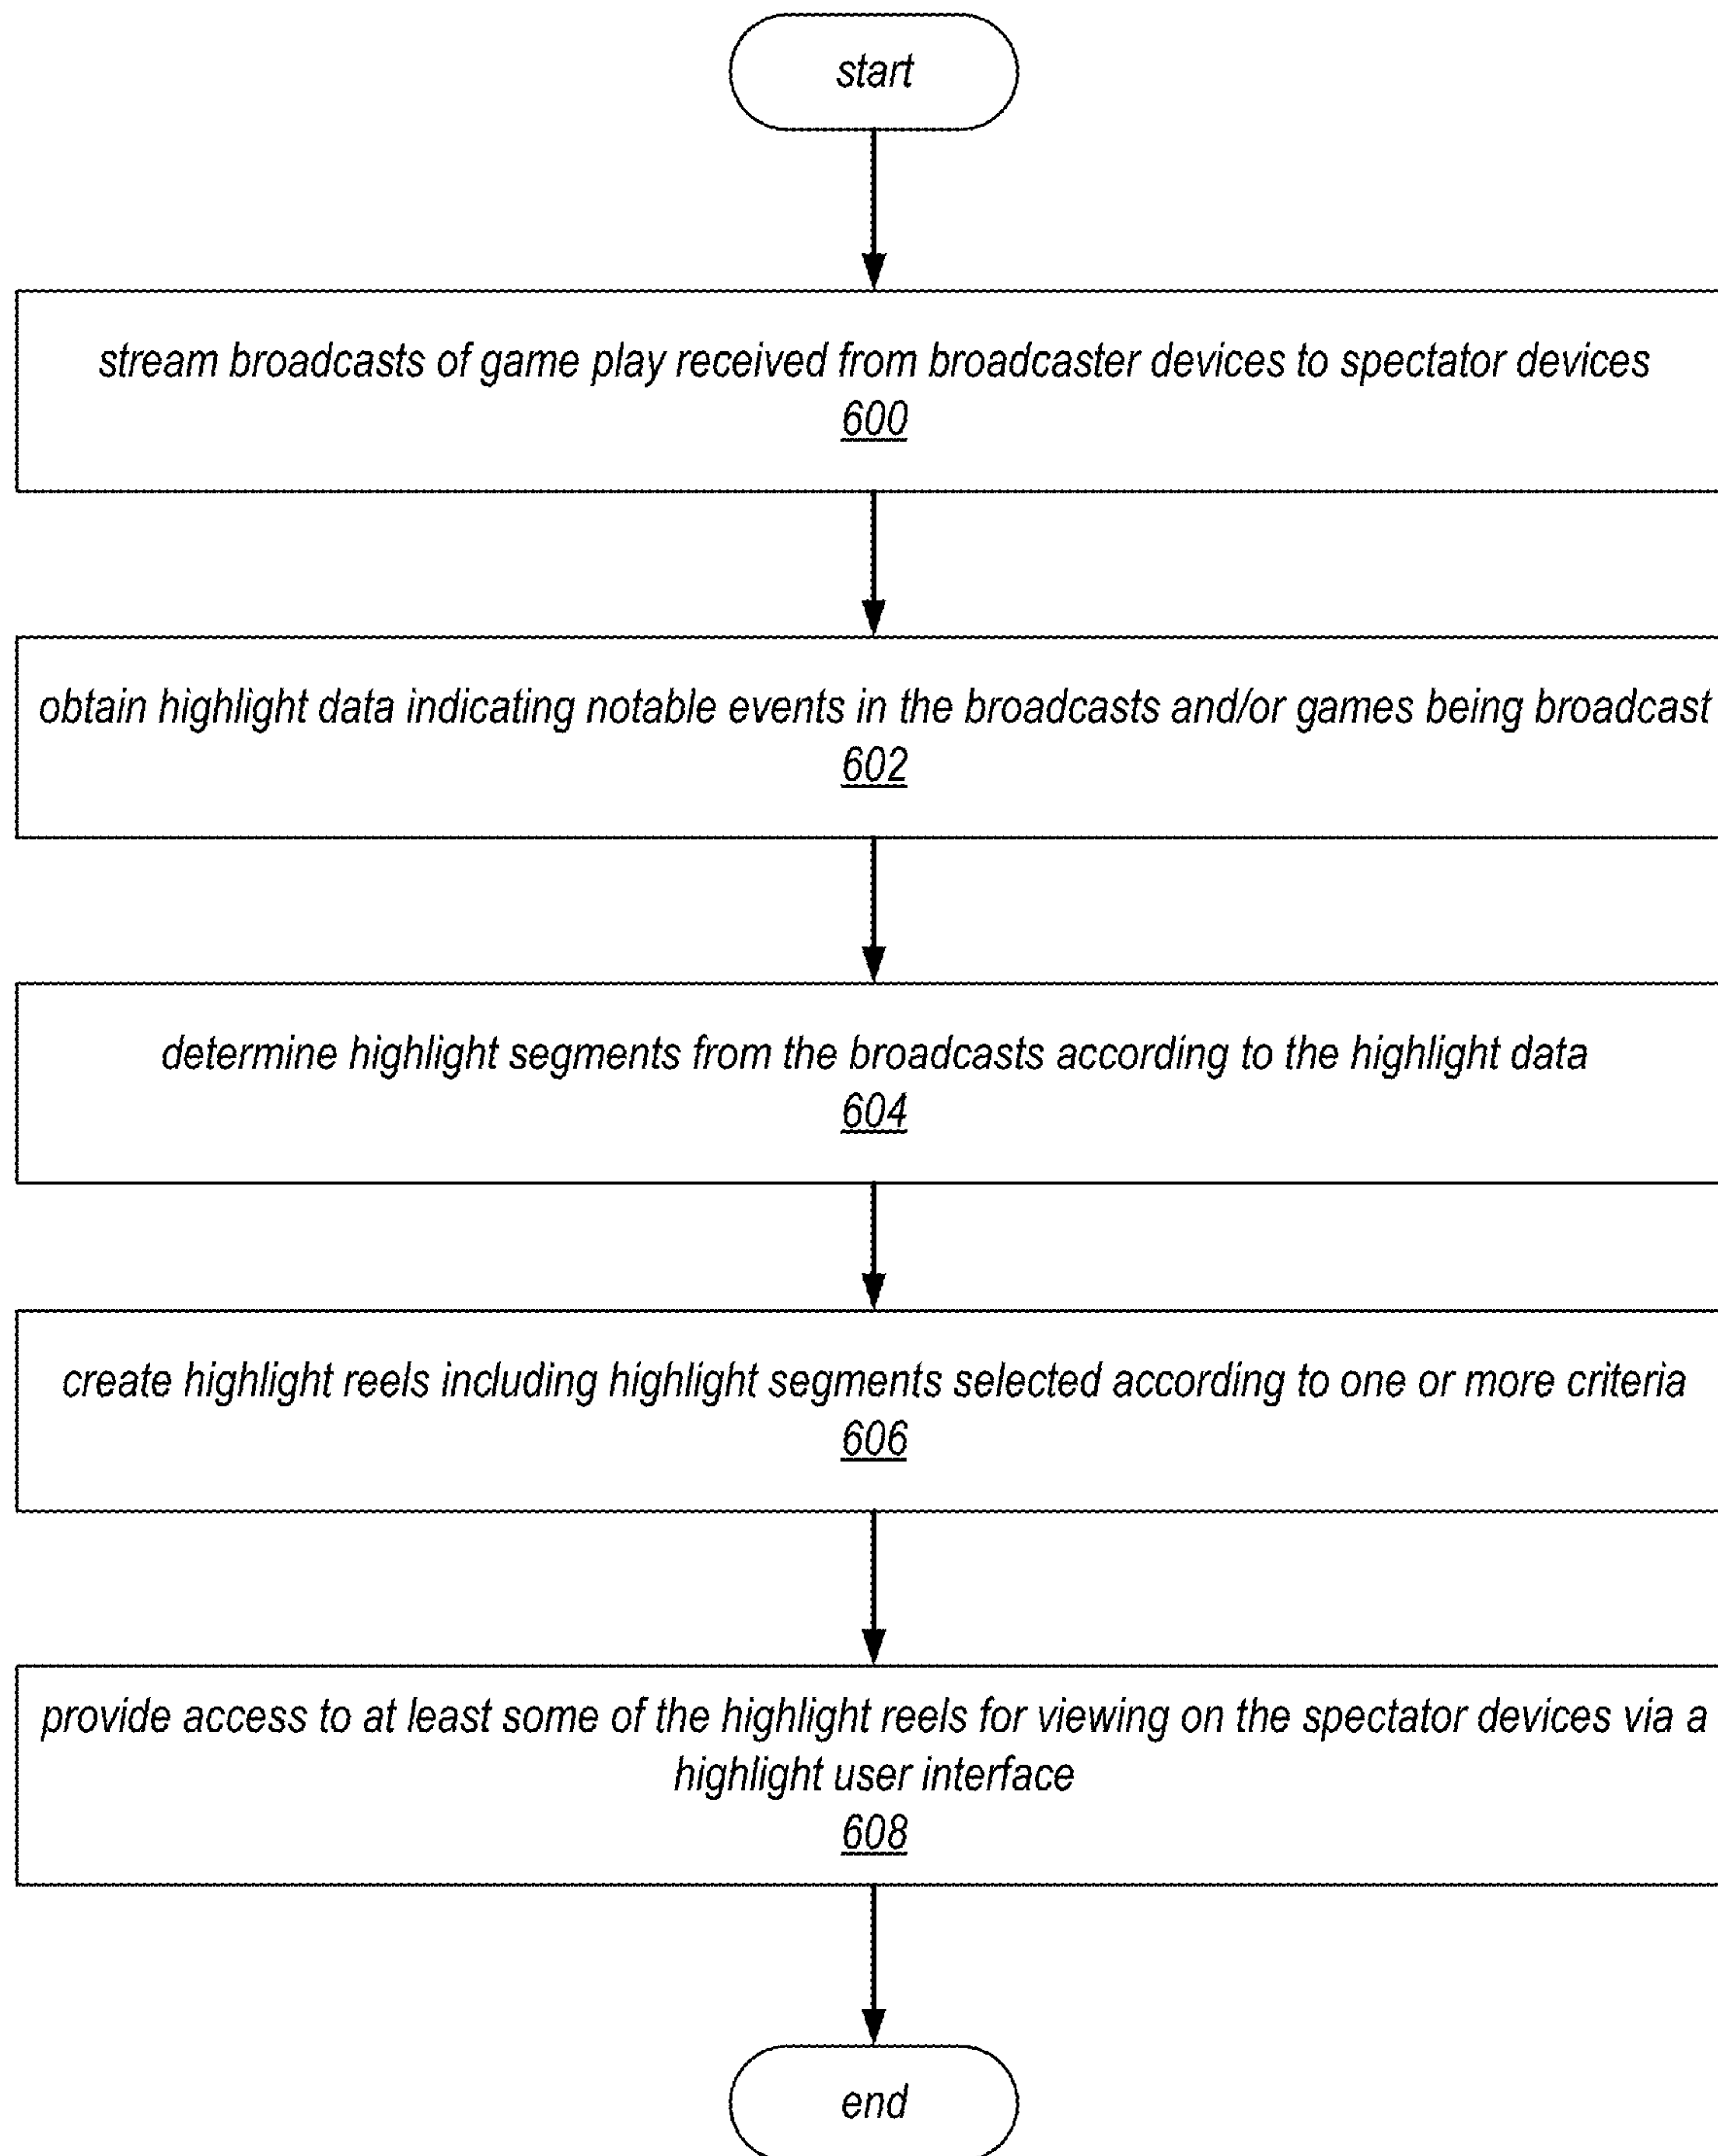 start
stream broadcasts of game play received from broadcaster devices to spectator devices
600
obtain highlight data indicating notable events in the broadcasts and/or games being broadcast
602
determine highlight segments from the broadcasts according to the highlight data
604
create highlight reels including highlight segments selected according to one or more criteria
606
provide access to at least some of the highlight reels for viewing on the spectator devices via a
highlight user interface
608
end